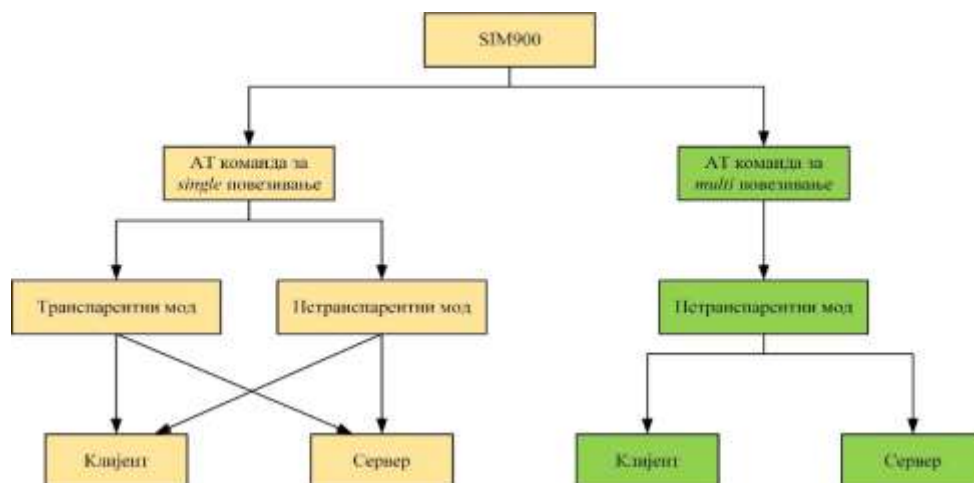 SIM900
АТ команда за
single повезивање
АТ команда за
multi повезивање
Транспарентни мод
Нетранспарентни мод
Нетранспарентни мод
Клијент
Сервер
Клијент
Сервер